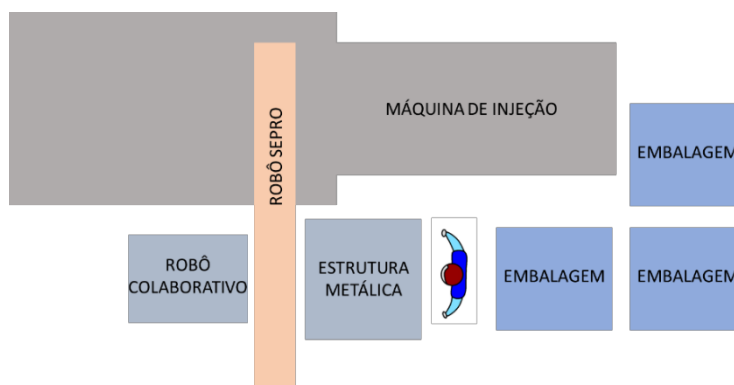 MÁQUINA DE INJEÇÃO
ROBÔ SEPRO
EMBALAGEM
ROBÔ
COLABORATIVO
ESTRUTURA
METÁLICA
EMBALAGEM
EMBALAGEM